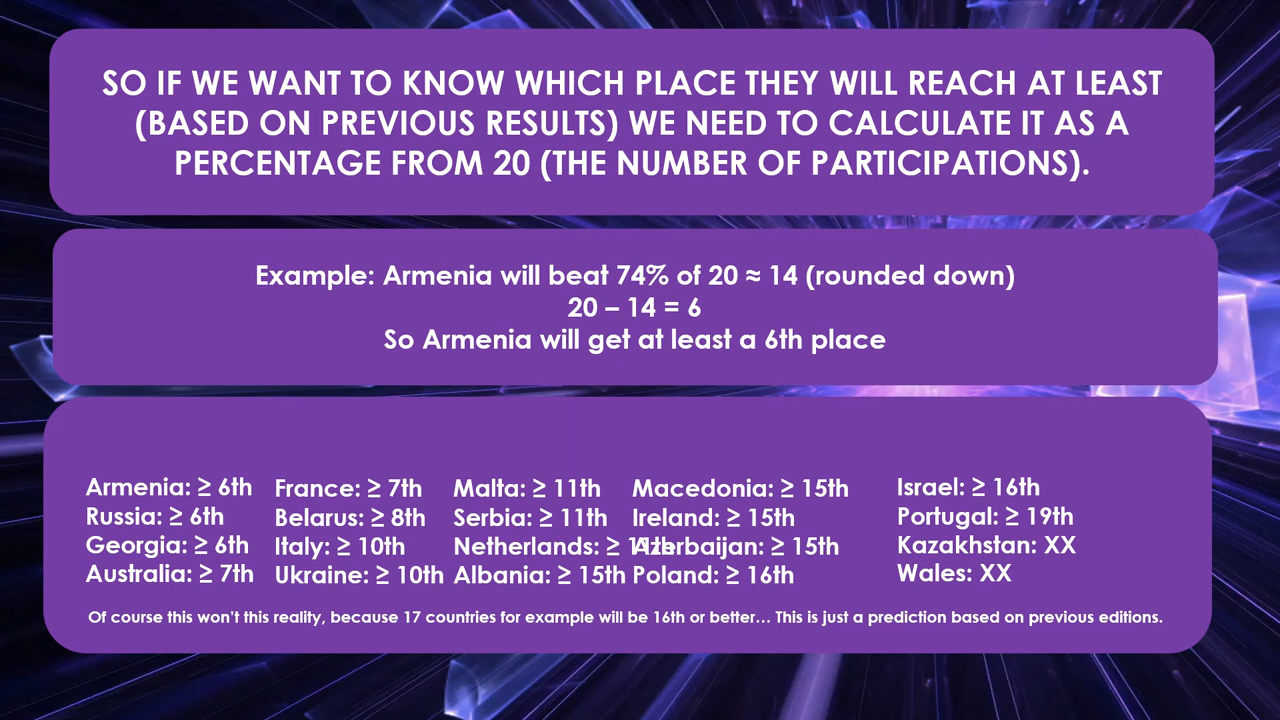 SO IF WE WANT TO KNOW WHICH PLACE THEY WILL REACH AT LEAST
(BASED ON PREVIOUS RESULTS) WE NEED TO CALCULATE IT AS A
PERCENTAGE FROM 20 (THE NUMBER OF PARTICIPATIONS).
Example: Armenia will beat 74% of 20 ≈ 14 (rounded down)
20 – 14 = 6
So Armenia will get at least a 6th place
Armenia: ≥ 6th
Russia: ≥ 6th
Georgia: ≥ 6th
Australia: ≥ 7th
France: ≥ 7th
Belarus: ≥ 8th
Italy: ≥ 10th
Ukraine: ≥ 10th
Malta: ≥ 11th
Serbia: ≥ 11th
Netherlands: ≥
Albania: ≥ 15th
Macedonia: ≥ 15th
Ireland: ≥ 15th
Azerbaijan: ≥ 15th
Poland: ≥ 16th
Israel: ≥ 16th
Portugal: ≥ 19th
Kazakhstan: XX
Wales: XX
Of course this won't this reality, because 17 countries for example will be 16th or better... This is just a prediction based on previous editions.